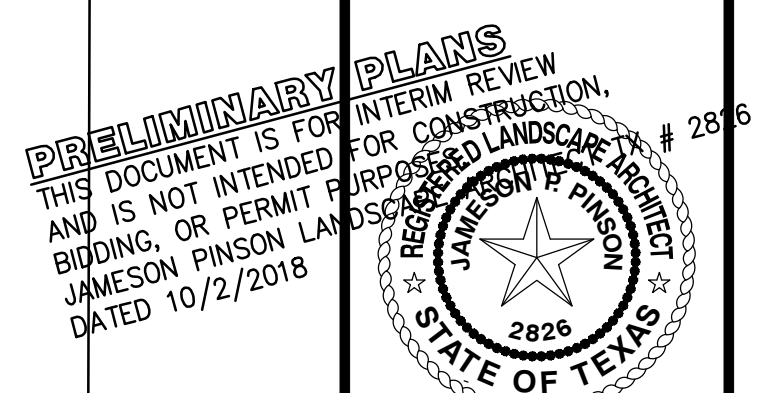 PRELIMINARY PLANS
THIS DOCUMENT IS FOR INTERIM REVIEW
AND IS NOT INTENDED FOR CONSTRUCTION,
BIDDING, OR PERMIT PURPOSES.
JAMESON PINSON LANDSCAPE ARCHITECT TX # 2826
DATED 10/2/2018
REGISTERED LANDSCAPE ARCHITECT
JAMESON P. PINSON
2826
STATE OF TEXAS